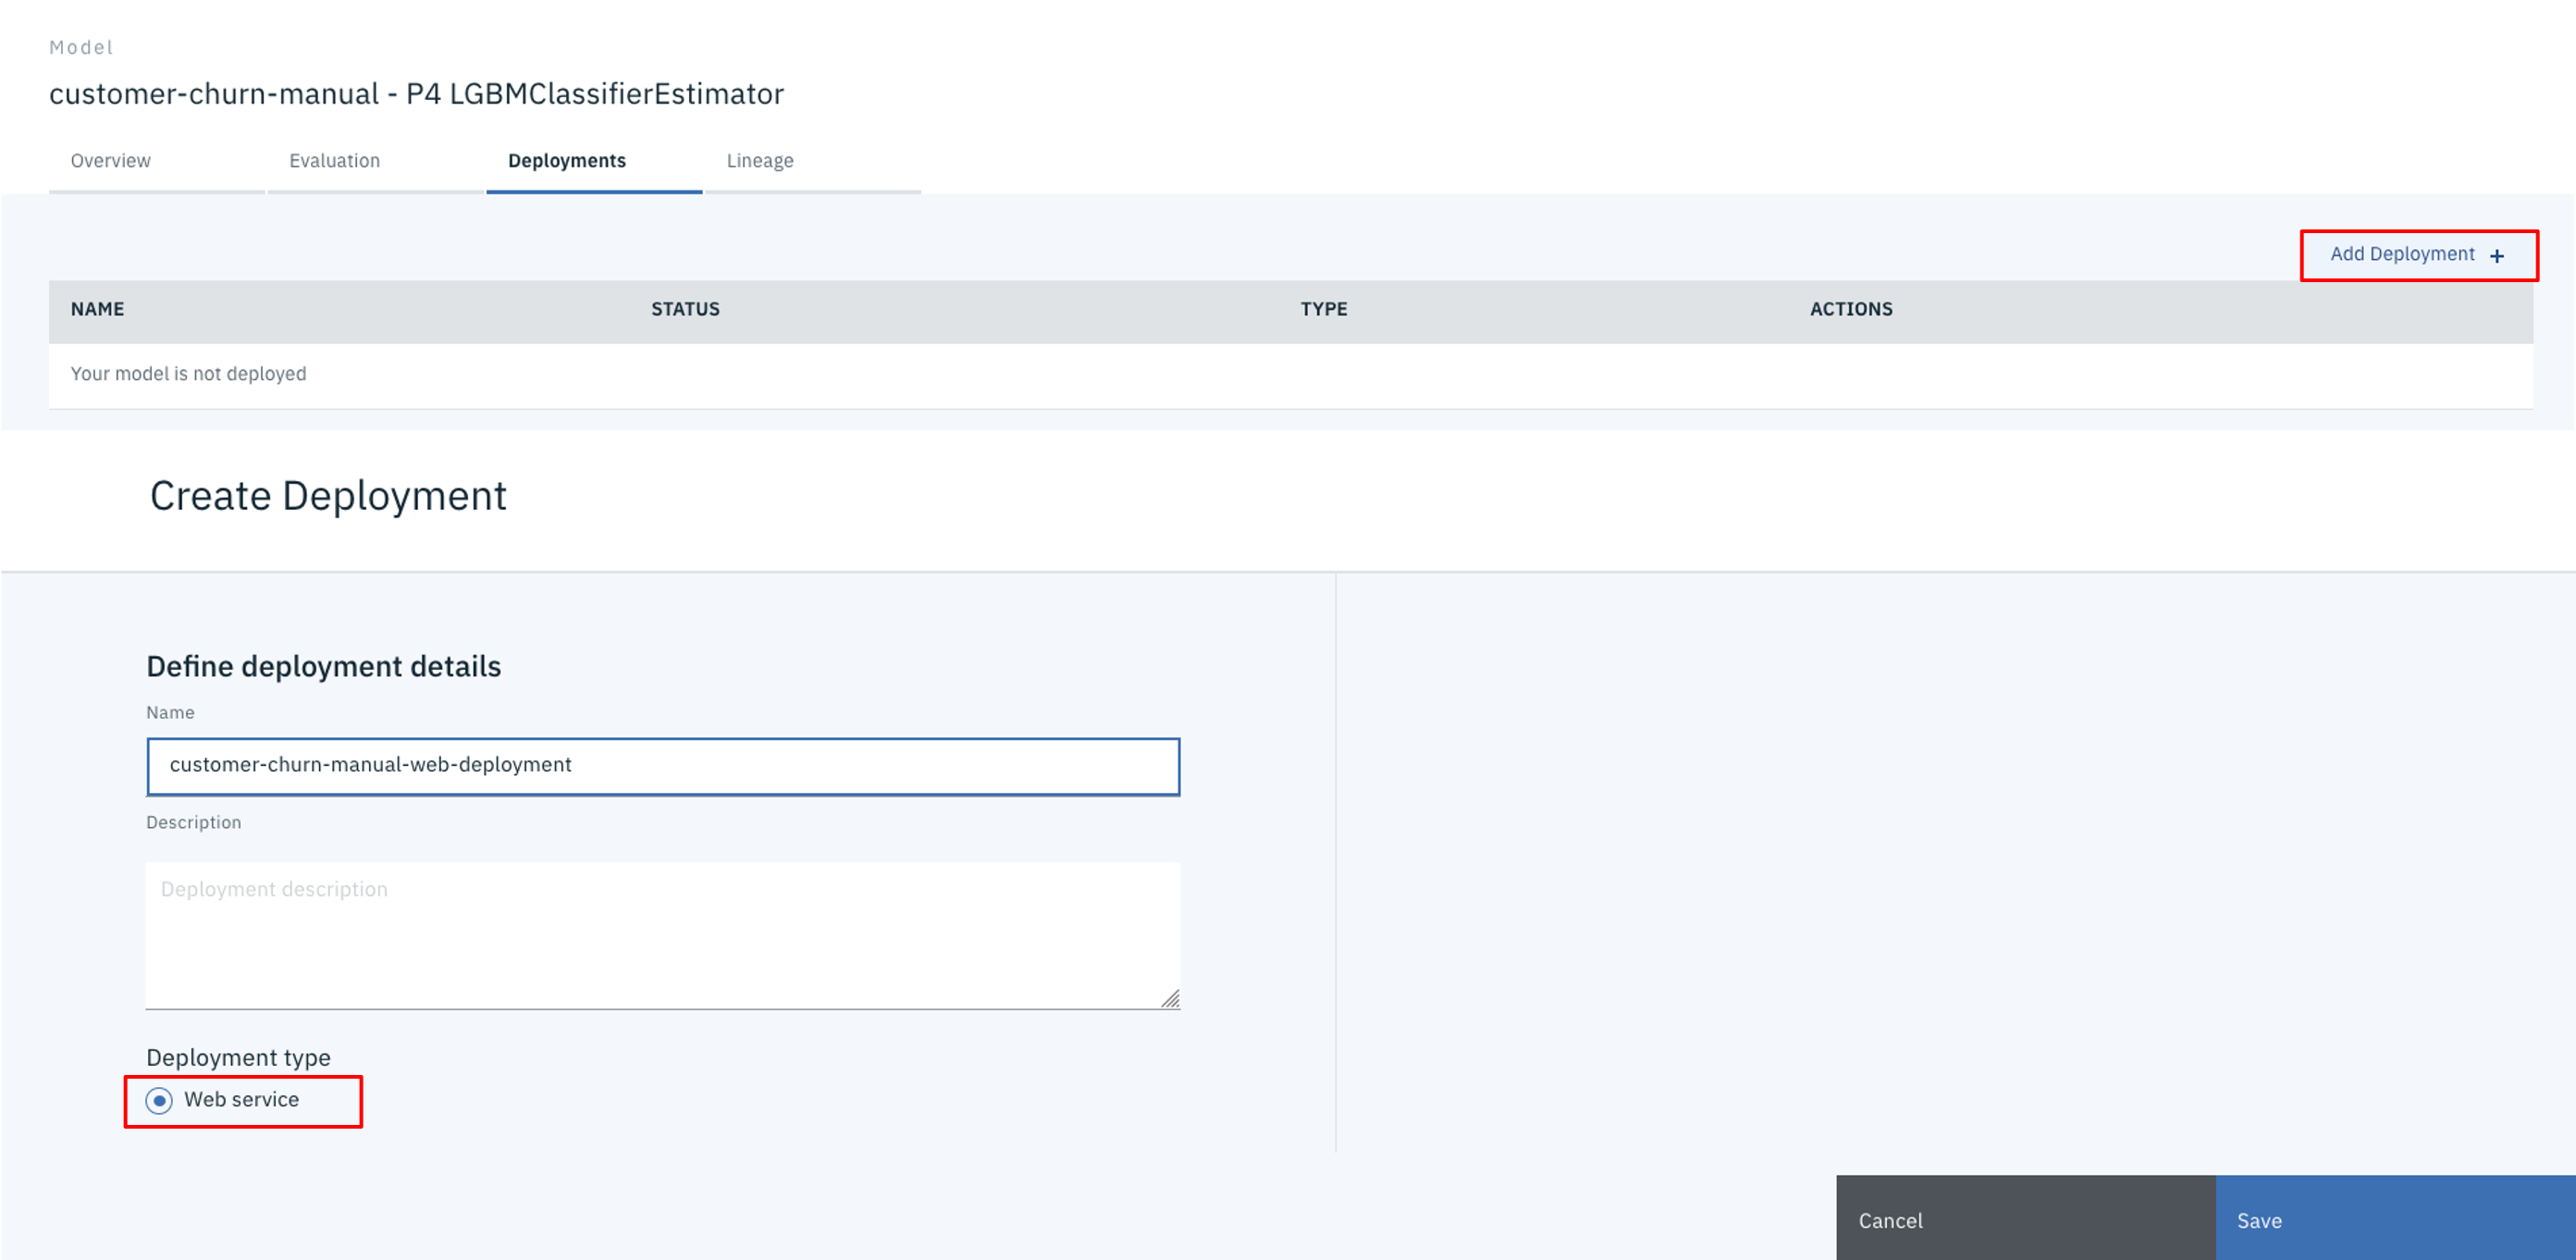 Model
customer-churn-manual - P4 LGBMClassifierEstimator
Overview Evaluation Deployments Lineage
Add Deployment +
NAME STATUS TYPE ACTIONS
Your model is not deployed
Create Deployment
Define deployment details
Name
customer-churn-manual-web-deployment
Description
Deployment description
Deployment type
Web service
Cancel Save